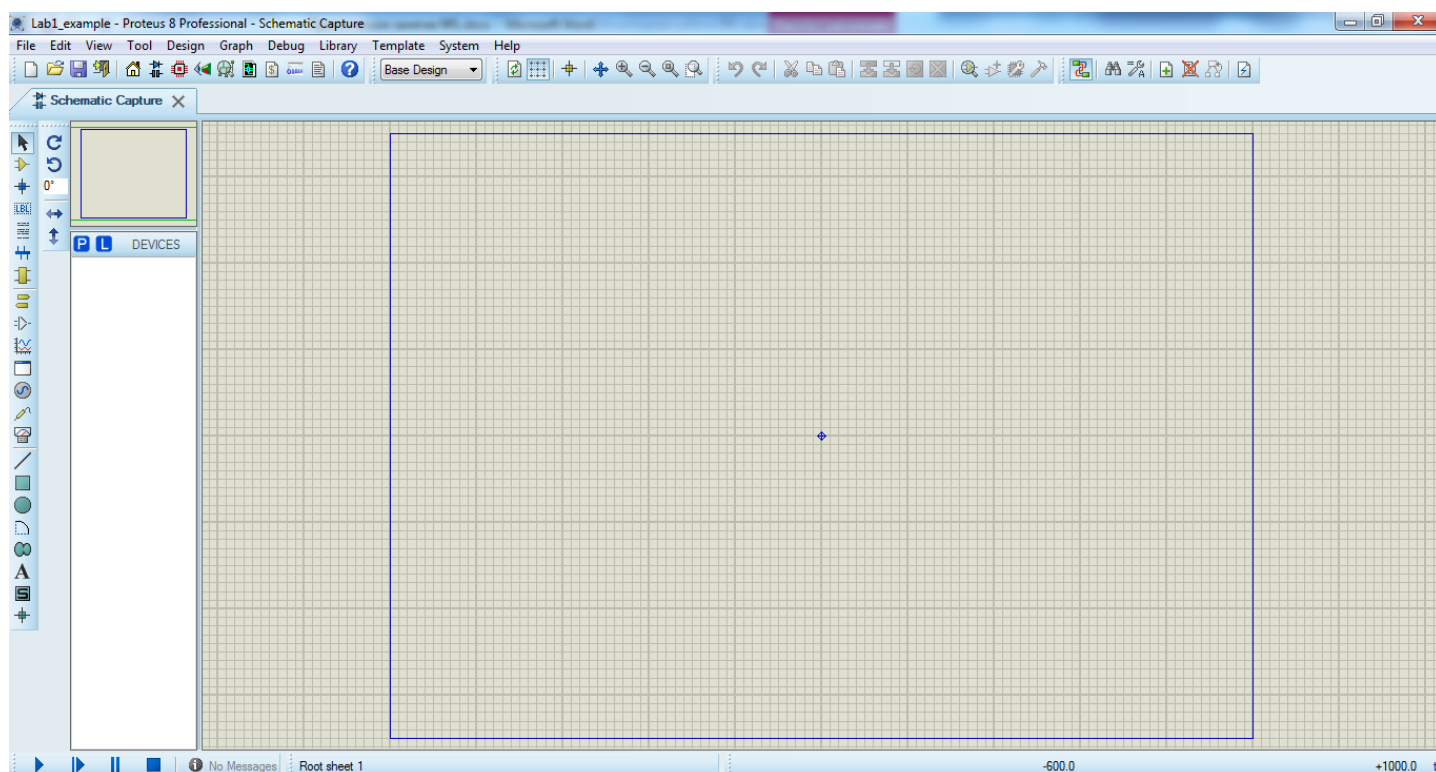 Lab1_example - Proteus 8 Professional - Schematic Capture
File Edit View Tool Design Graph Debug Library Template System Help
Base Design
Schematic Capture
0°
LBL
P L DEVICES
A
S
No Messages Root sheet 1 -600.0 +1000.0